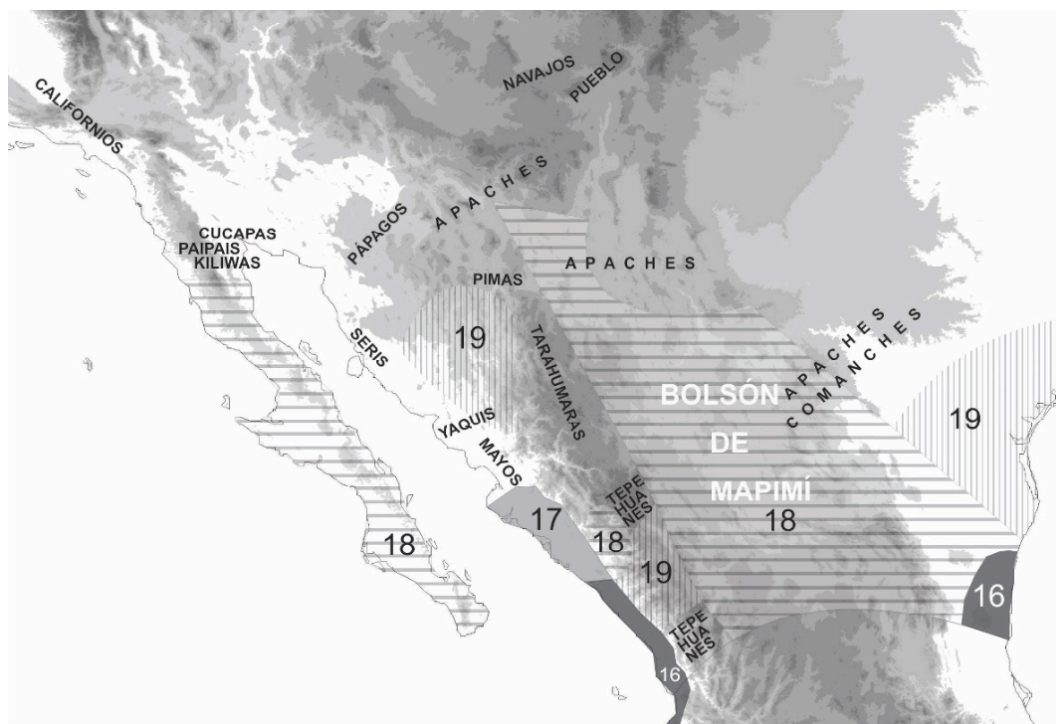 NAVAJOS
PUEBLO
CALIFORNIOS
APACHES
PÁPAGOS
CUCAPAS
PAIPAIS
KILIWAS
APACHES
PIMAS
19
SERIS
TARAHUMARAS
APACHES
COMANCHES
BOLSÓN
DE
MAPIMÍ
19
YAQUIS
MAYOS
TEPE
HUA
NES
17
18
18
18
19
16
TEPE
HUA
NES
16